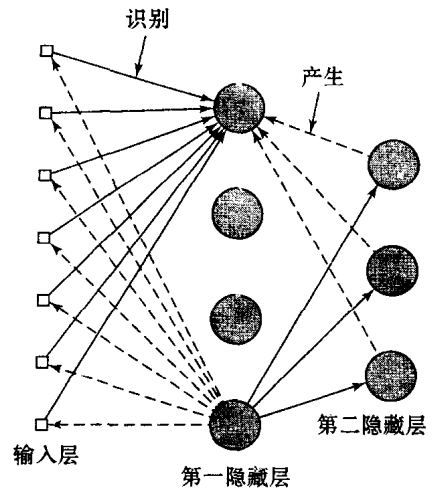 识别
产生
输入层
第一隐藏层
第二隐藏层